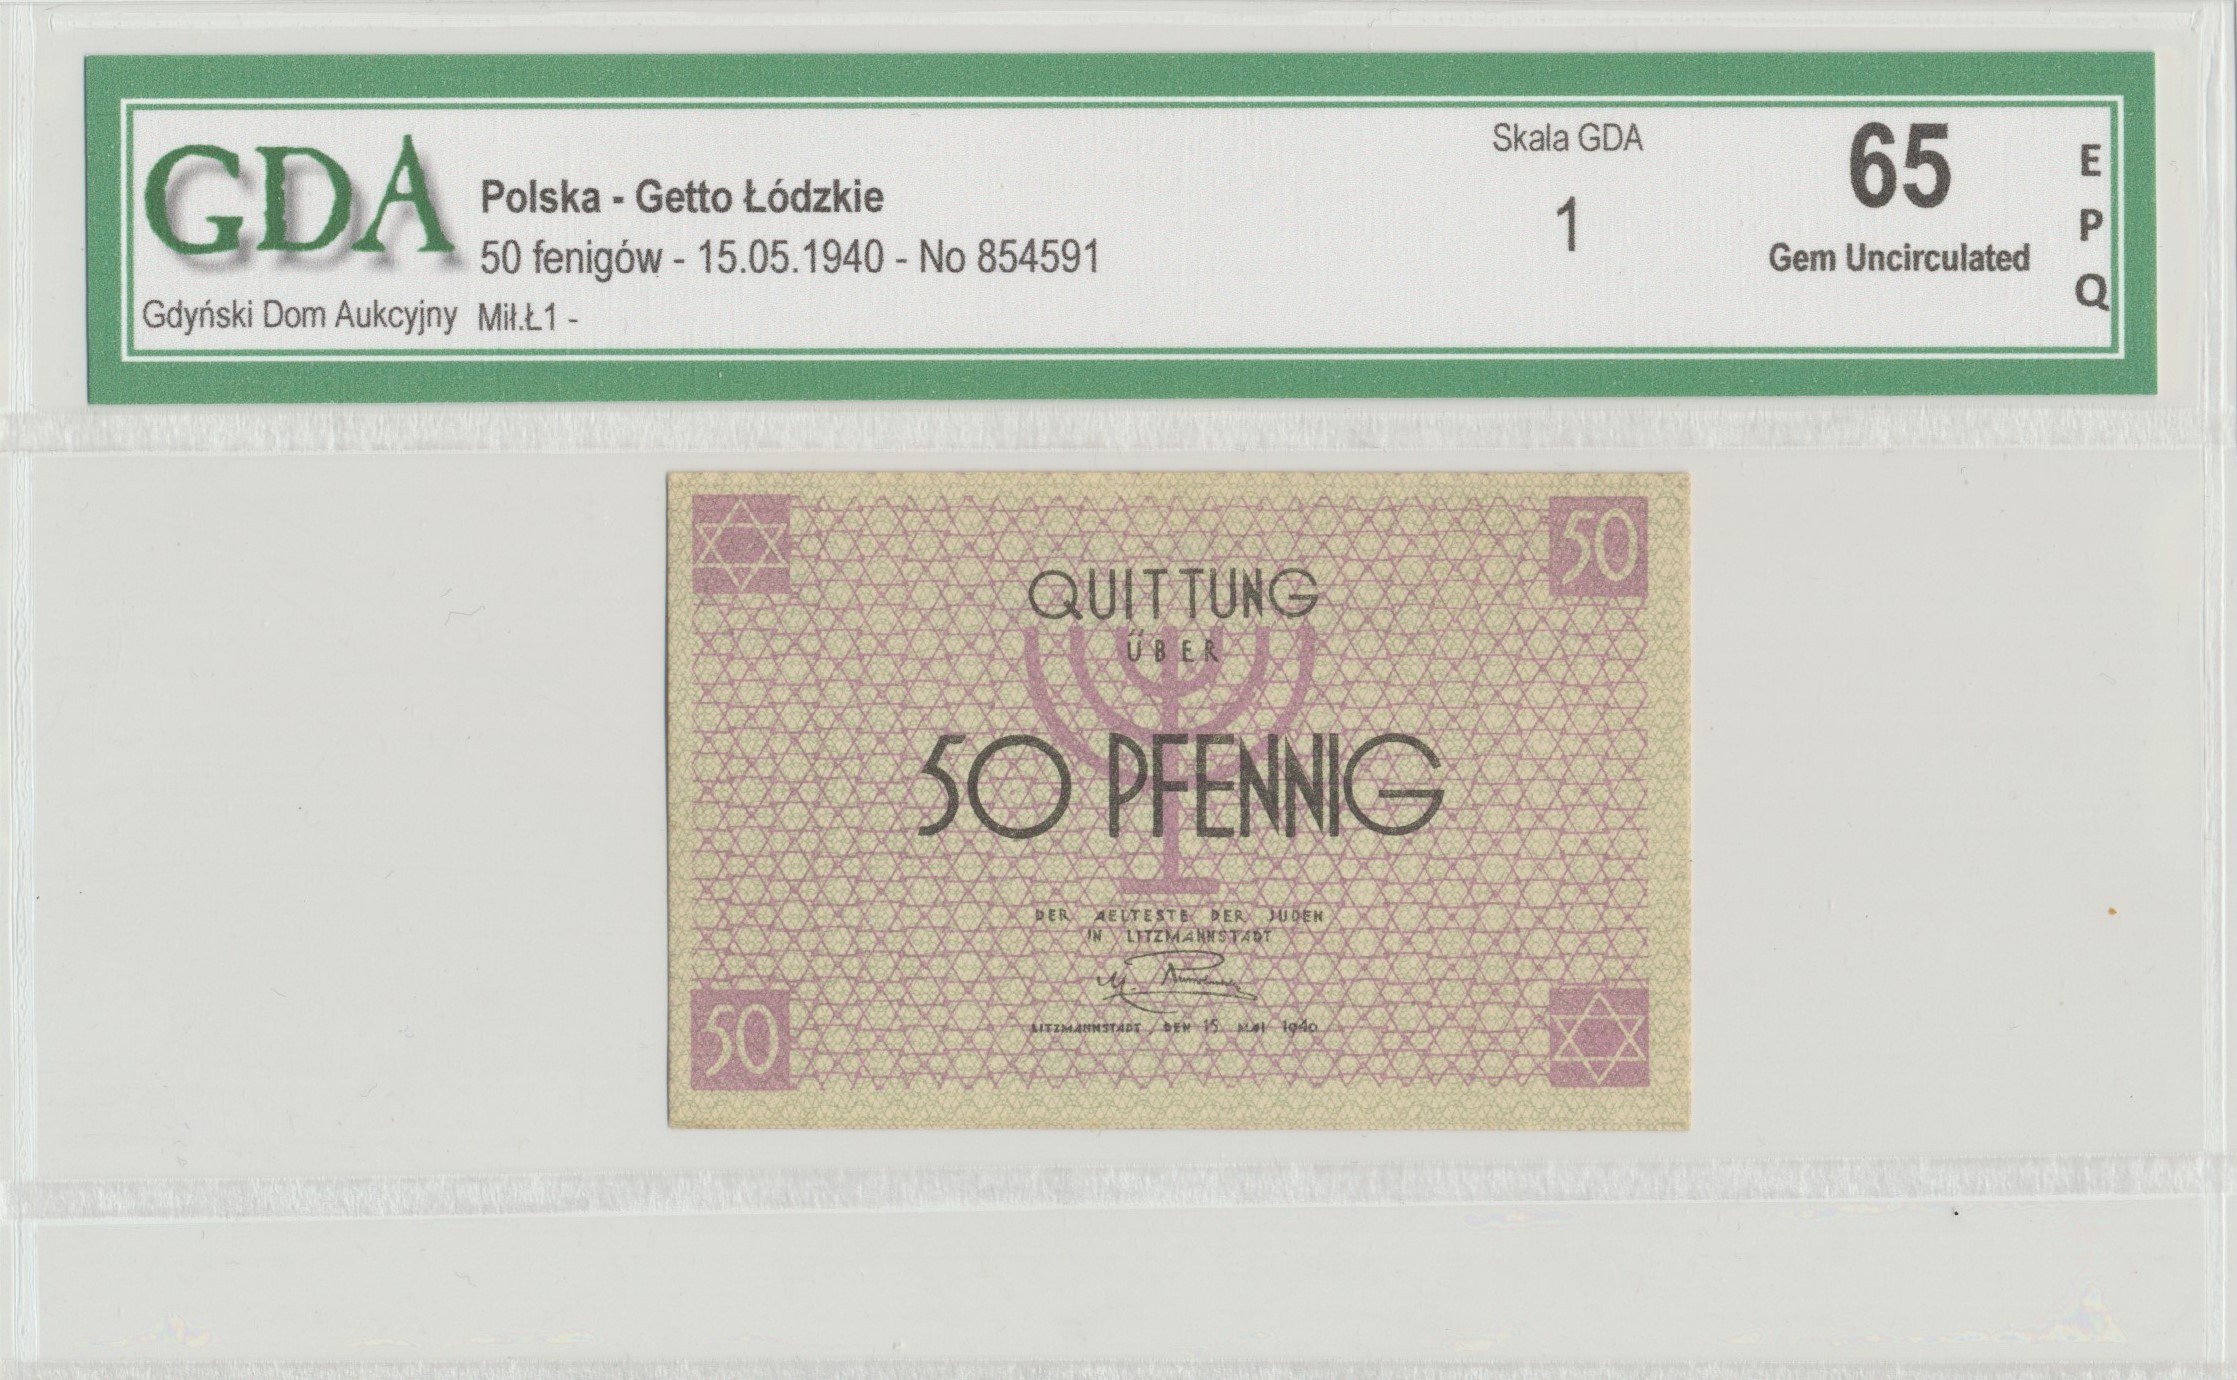 GDA
Gdyński Dom Aukcyjny
Polska - Getto Łódzkie
50 fenigów - 15.05.1940 - No 854591
Mił.Ł1 -
Skala GDA
1
65
Gem Uncirculated
E
P
Q
50
QUITTUNG
ÜBER
50 PFENNIG
DER AELTESTE DER JUDEN
IN LITZMANNSTADT
LITZMANNSTADT, DEN 15. MAI 1940
50